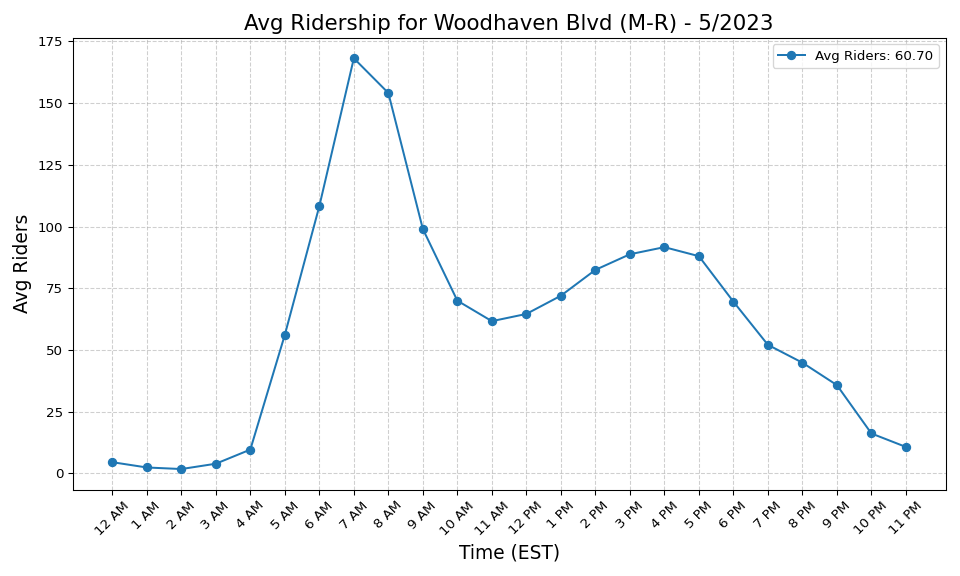 Avg Ridership for Woodhaven Blvd (M-R) - 5/2023
Avg Riders: 60.70
Avg Riders
175
150
125
100
75
50
25
0
12 AM
1 AM
2 AM
3 AM
4 AM
5 AM
6 AM
7 AM
8 AM
9 AM
10 AM
11 AM
12 PM
1 PM
2 PM
3 PM
4 PM
5 PM
6 PM
7 PM
8 PM
9 PM
10 PM
11 PM
Time (EST)